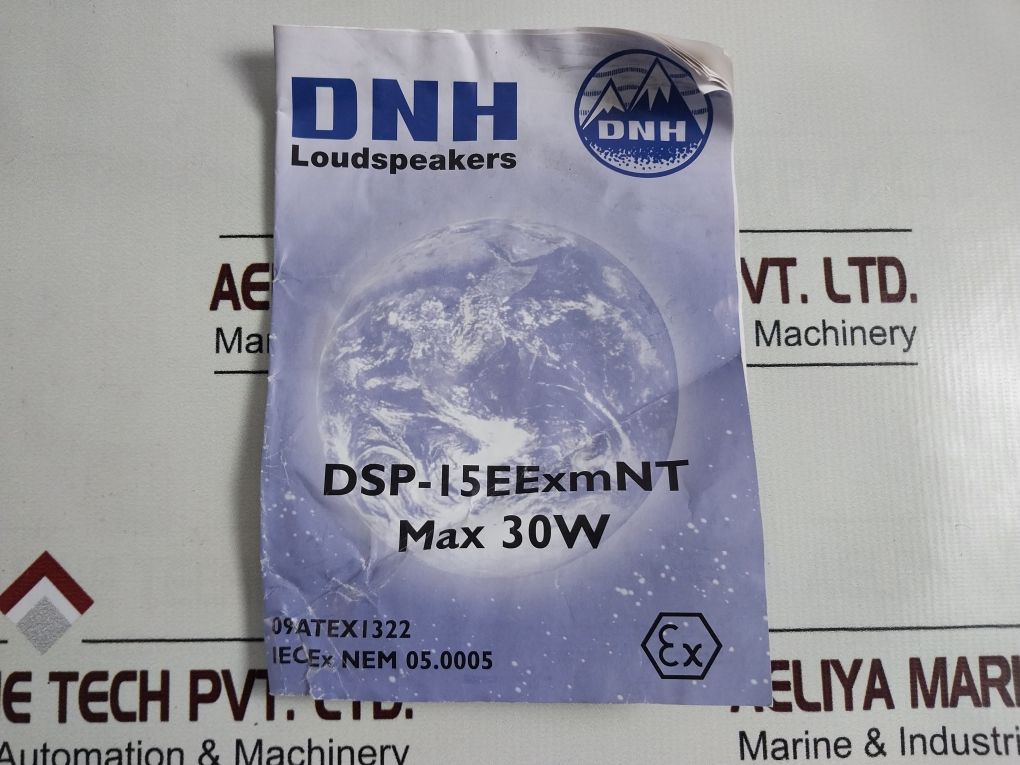 DNH
Loudspeakers
DNH
VT. LTD.
Machinery
DSP-15EExmNT
Max 30W
09ATEX1322
IECEx NEM 05.0005
Ex
TECH PVT. LTD.
Automation & Machinery
AELIYA MARI
Marine & Industri